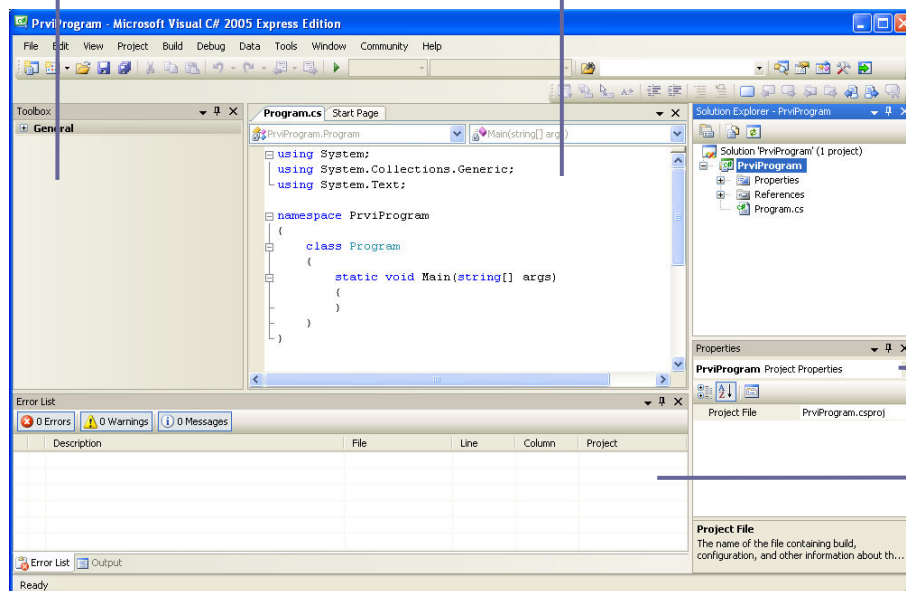 PrviProgram - Microsoft Visual C# 2005 Express Edition
File Edit View Project Build Debug Data Tools Window Community Help
Toolbox
General
Program.cs Start Page
PrviProgram.Program
Main(string[] args)
using System;
using System.Collections.Generic;
using System.Text;
namespace PrviProgram
{
class Program
{
static void Main(string[] args)
{
}
}
}
Solution Explorer - PrviProgram
Solution 'PrviProgram' (1 project)
PrviProgram
Properties
References
Program.cs
Properties
PrviProgram Project Properties
Project File PrviProgram.csproj
Project File
The name of the file containing build,
configuration, and other information about th...
Error List
0 Errors 0 Warnings 0 Messages
Description File Line Column Project
Error List Output
Ready